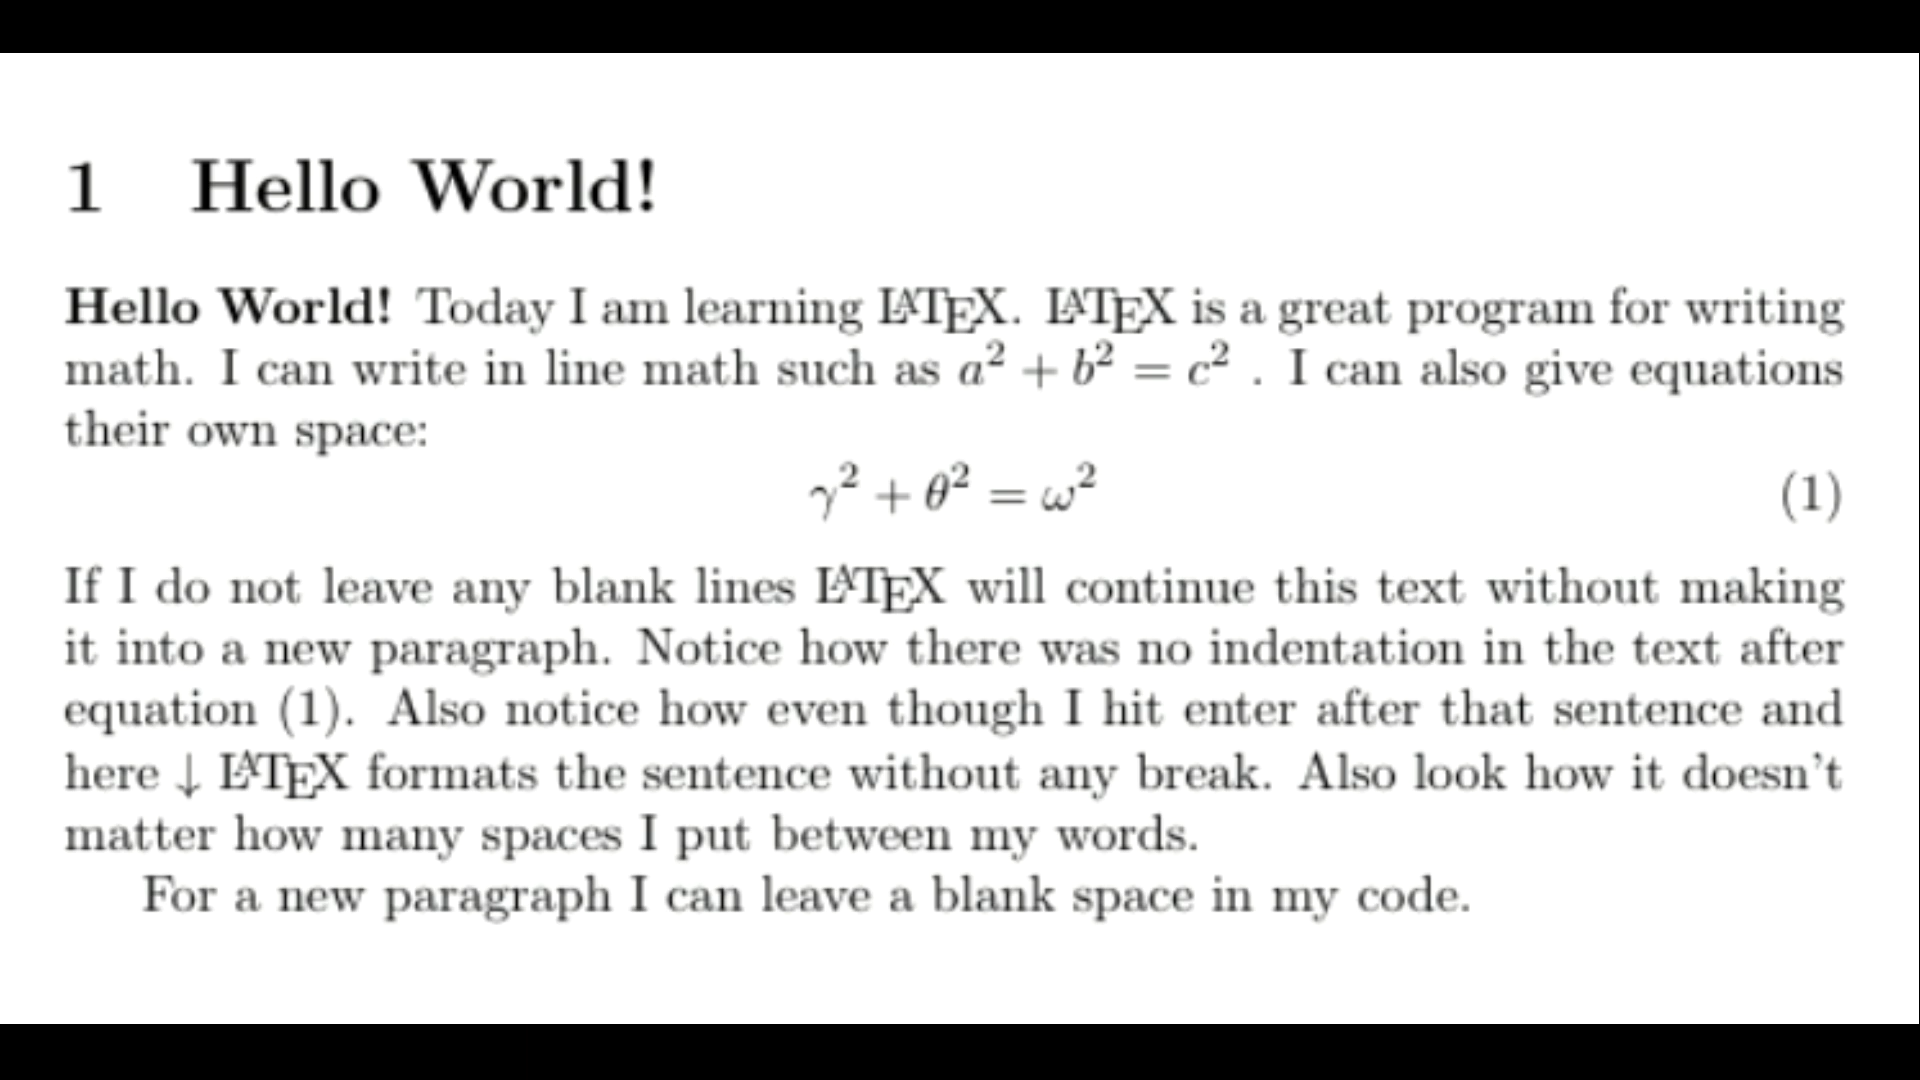 1 Hello World!
Hello World! Today I am learning LATEX. LATEX is a great program for writing
math. I can write in line math such as a² + b² = c² . I can also give equations
their own space:
γ² + θ² = ω² (1)
If I do not leave any blank lines LATEX will continue this text without making
it into a new paragraph. Notice how there was no indentation in the text after
equation (1). Also notice how even though I hit enter after that sentence and
here ↓ LATEX formats the sentence without any break. Also look how it doesn't
matter how many spaces I put between my words.
For a new paragraph I can leave a blank space in my code.